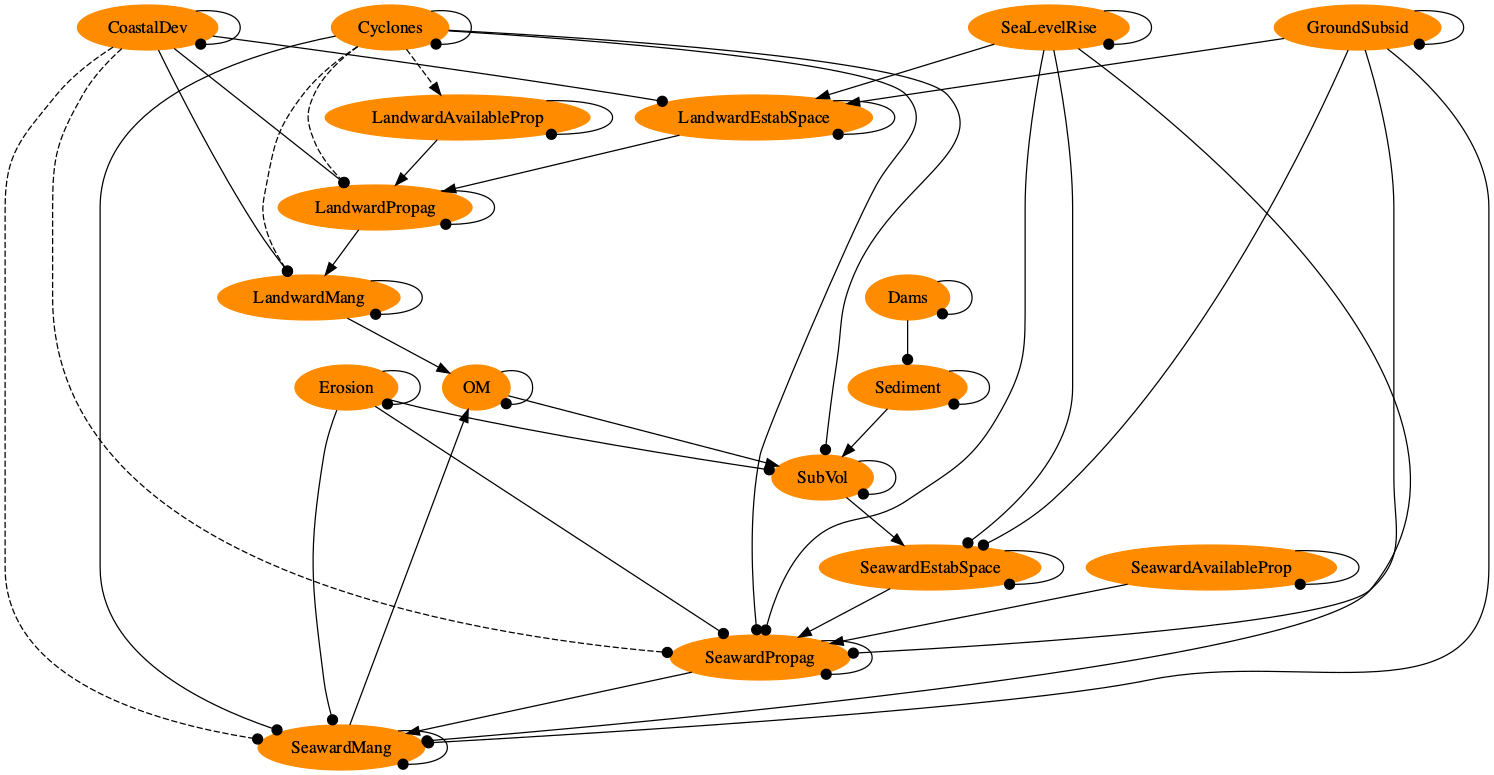 CoastalDev
Cyclones
SeaLevelRise
GroundSubsid
LandwardAvailableProp
LandwardEstabSpace
LandwardPropag
LandwardMang
Dams
Erosion
OM
Sediment
SubVol
SeawardEstabSpace
SeawardAvailableProp
SeawardPropag
SeawardMang